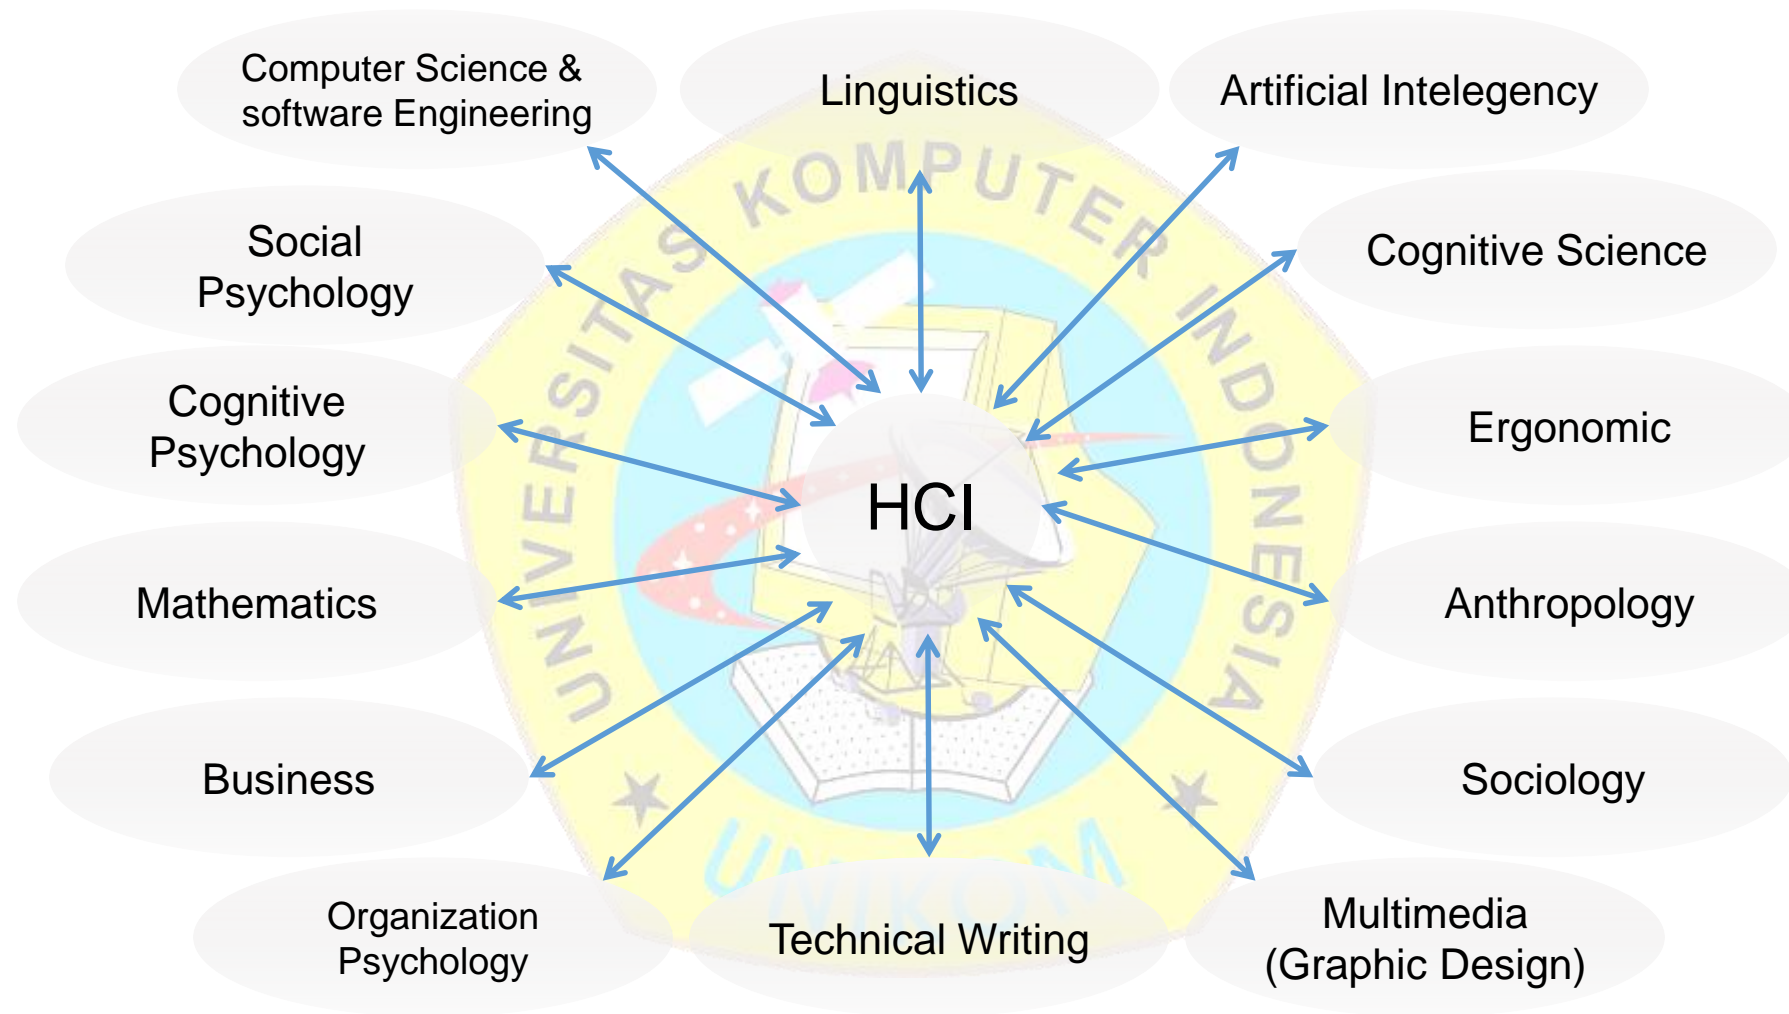 Computer Science &
software Engineering
Linguistics
Artificial Intelegency
Social
Psychology
Cognitive Science
Cognitive
Psychology
Ergonomic
HCI
Mathematics
Anthropology
Business
Sociology
Organization
Psychology
Technical Writing
Multimedia
(Graphic Design)
UNIVERSITAS KOMPUTER INDONESIA
UNIKOM